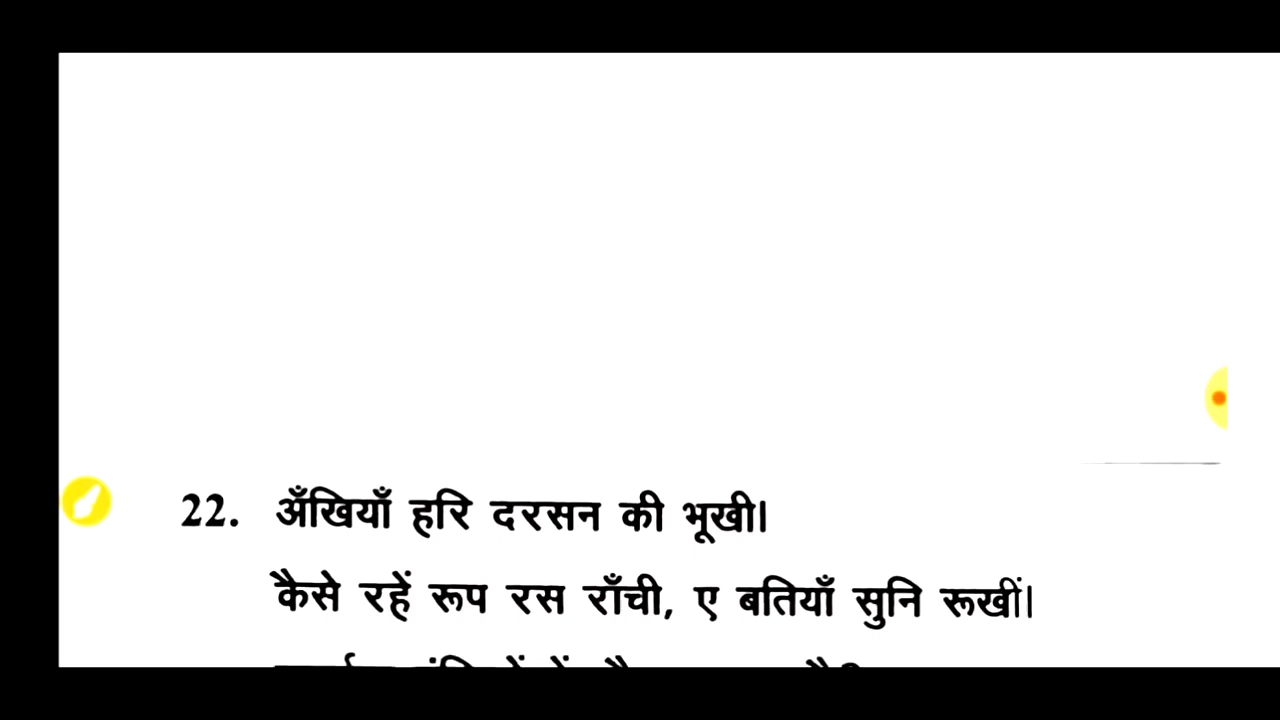 22. अँखियाँ हरि दरसन की भूखी।
कैसे रहें रूप रस राँची, ए बतियाँ सुनि रूखीं।